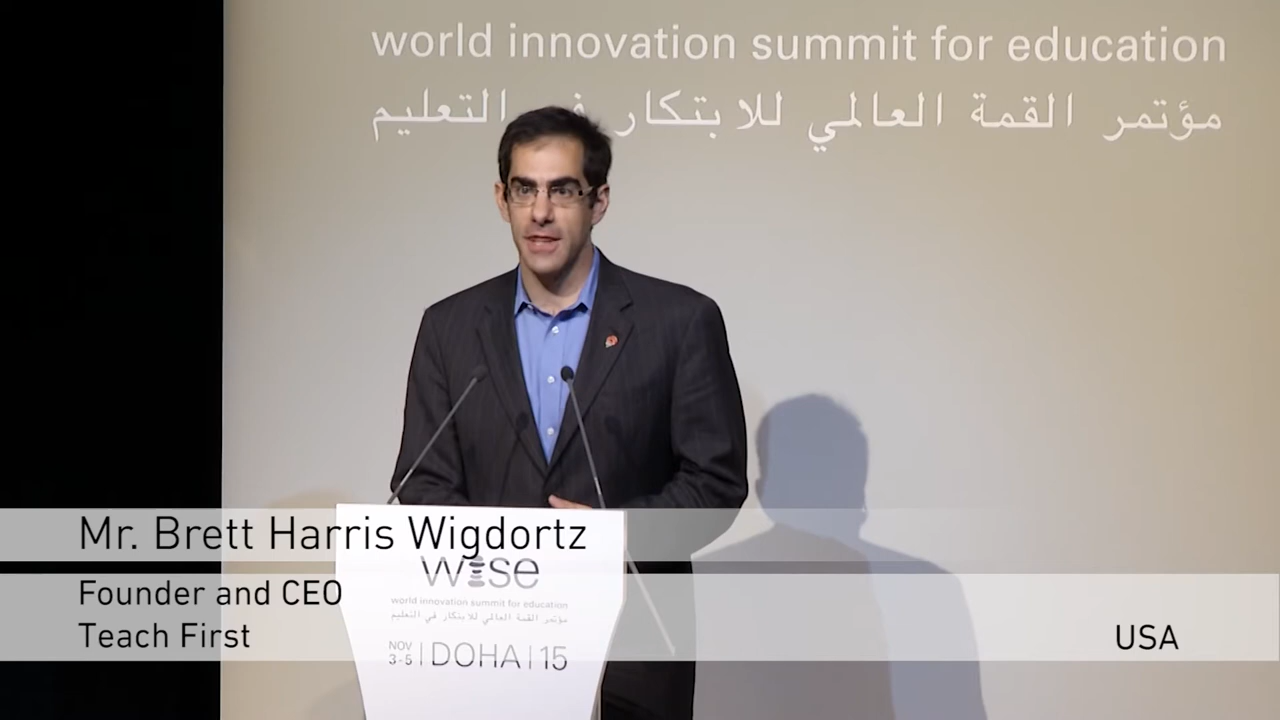 world innovation summit for education
مؤتمر القمة العالمي للابتكار في التعليم
Mr. Brett Harris Wigdortz
wise
Founder and CEO
world innovation summit for education
مؤتمر القمة العالمي للابتكار في التعليم
Teach First
USA
NOV
3-5 | DOHA | 15